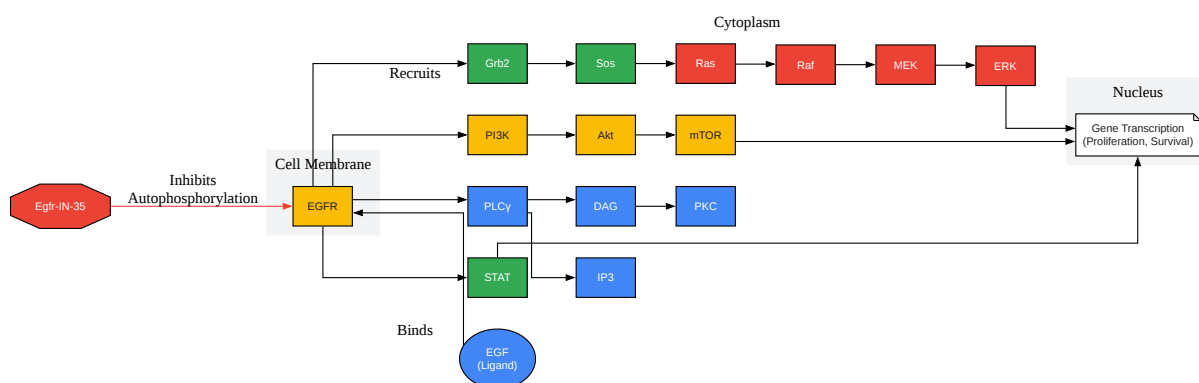 Cytoplasm
Grb2
Sos
Ras
Raf
MEK
ERK
Recruits
Nucleus
Gene Transcription
(Proliferation, Survival)
PI3K
Akt
mTOR
Cell Membrane
Inhibits
Autophosphorylation
Egfr-IN-35
EGFR
PLCγ
DAG
PKC
STAT
IP3
Binds
EGF
(Ligand)